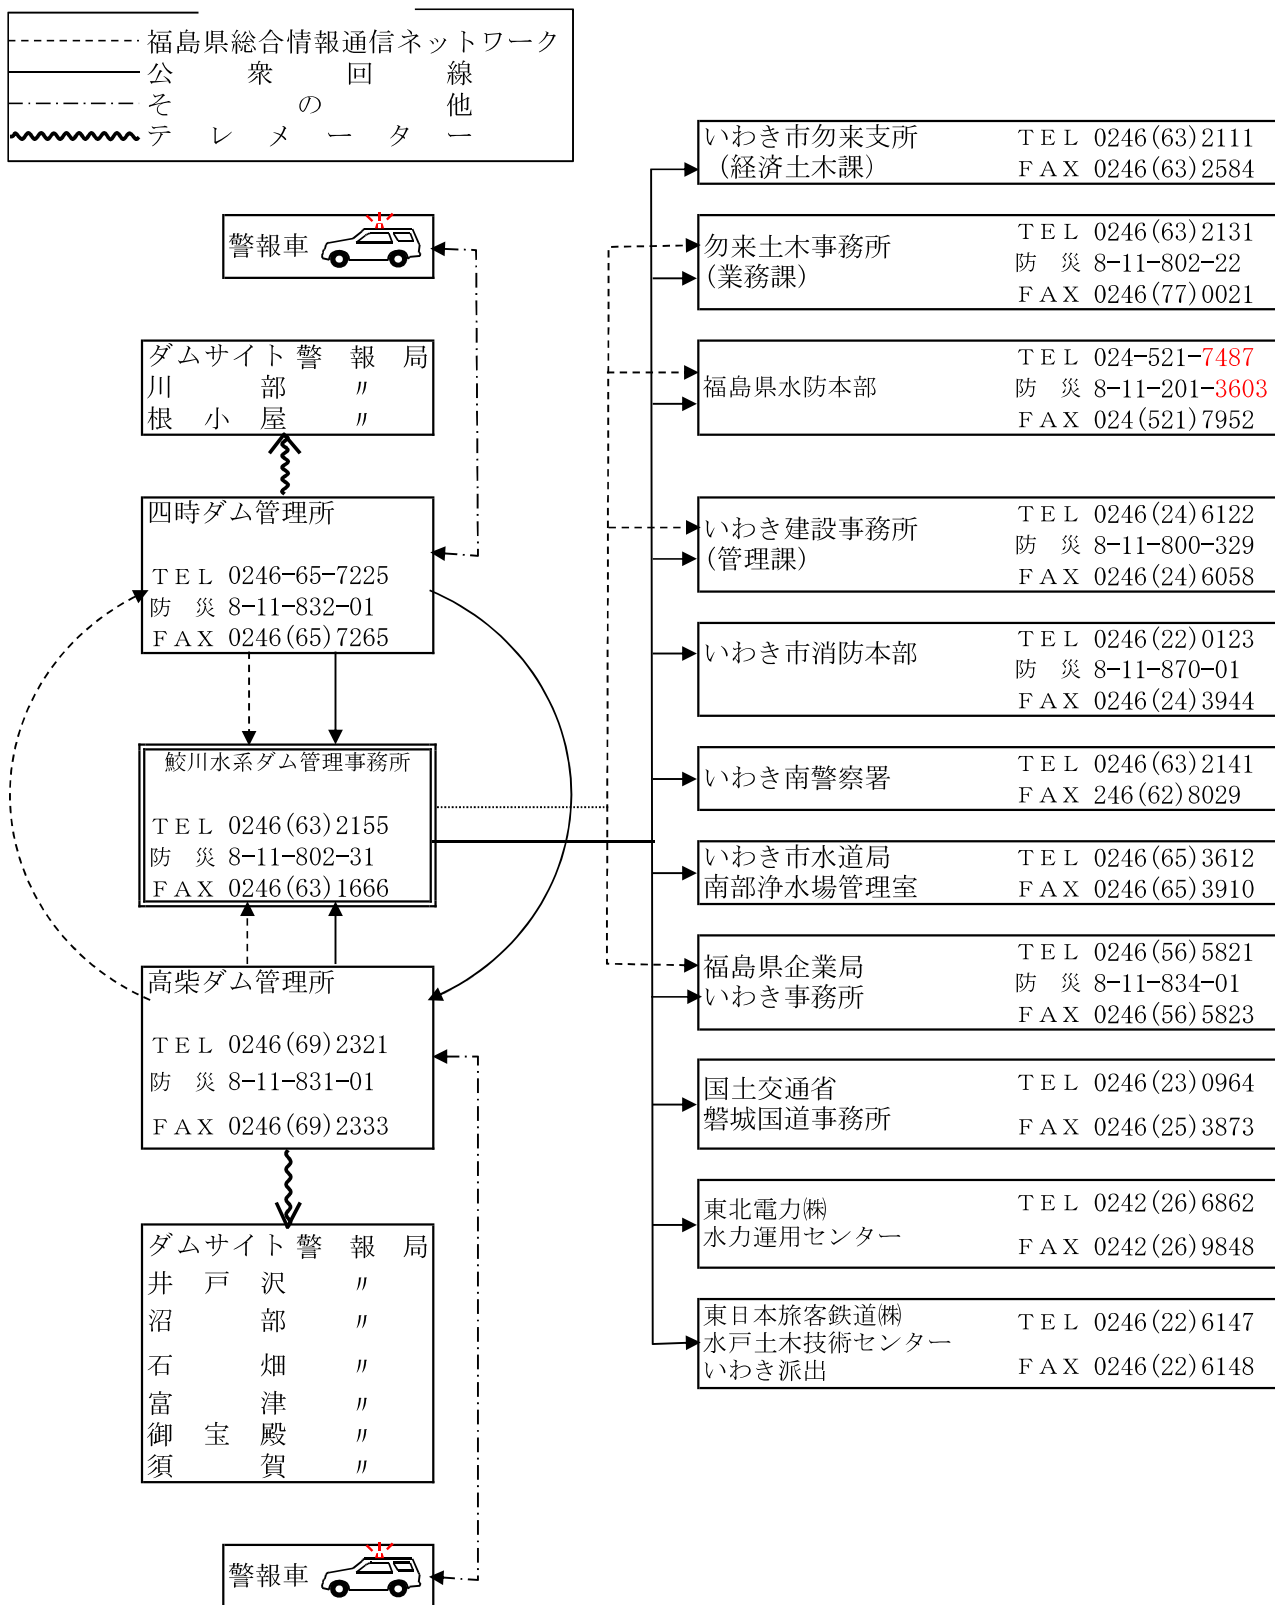 福島県総合情報通信ネットワーク
公衆回線
その他
テレメーター
警報車
ダムサイト警報局
川部〃
根小屋〃
四時ダム管理所
ＴＥＬ 0246-65-7225
防災 8-11-832-01
ＦＡＸ 0246(65)7265
鮫川水系ダム管理事務所
ＴＥＬ 0246(63)2155
防災 8-11-802-31
ＦＡＸ 0246(63)1666
高柴ダム管理所
ＴＥＬ 0246(69)2321
防災 8-11-831-01
ＦＡＸ 0246(69)2333
ダムサイト警報局
井戸沢〃
沼部〃
石畑〃
富津〃
御宝殿〃
須賀〃
警報車
いわき市勿来支所 ＴＥＬ 0246(63)2111
（経済土木課） ＦＡＸ 0246(63)2584
勿来土木事務所
(業務課)
ＴＥＬ 0246(63)2131
防災 8-11-802-22
ＦＡＸ 0246(77)0021
福島県水防本部
ＴＥＬ 024-521-7487
防災 8-11-201-3603
ＦＡＸ 024(521)7952
いわき建設事務所
(管理課)
ＴＥＬ 0246(24)6122
防災 8-11-800-329
ＦＡＸ 0246(24)6058
いわき市消防本部
ＴＥＬ 0246(22)0123
防災 8-11-870-01
ＦＡＸ 0246(24)3944
いわき南警察署
ＴＥＬ 0246(63)2141
ＦＡＸ 246(62)8029
いわき市水道局 ＴＥＬ 0246(65)3612
南部浄水場管理室 ＦＡＸ 0246(65)3910
福島県企業局
いわき事務所
ＴＥＬ 0246(56)5821
防災 8-11-834-01
ＦＡＸ 0246(56)5823
国土交通省
磐城国道事務所
ＴＥＬ 0246(23)0964
ＦＡＸ 0246(25)3873
東北電力㈱
水力運用センター
ＴＥＬ 0242(26)6862
ＦＡＸ 0242(26)9848
東日本旅客鉄道㈱
水戸土木技術センター
いわき派出
ＴＥＬ 0246(22)6147
ＦＡＸ 0246(22)6148